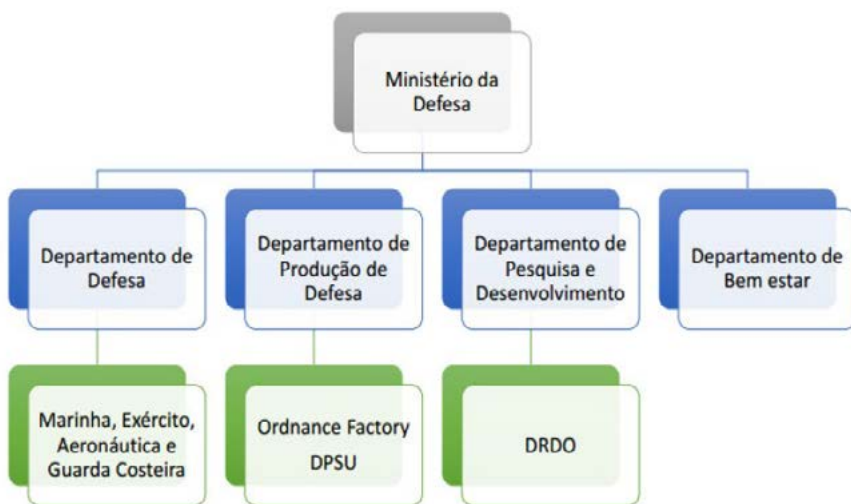 Ministério da
Defesa
Departamento de
Defesa
Departamento de
Produção de
Defesa
Departamento de
Pesquisa e
Desenvolvimento
Departamento de
Bem estar
Marinha, Exército,
Aeronáutica e
Guarda Costeira
Ordnance Factory
DPSU
DRDO